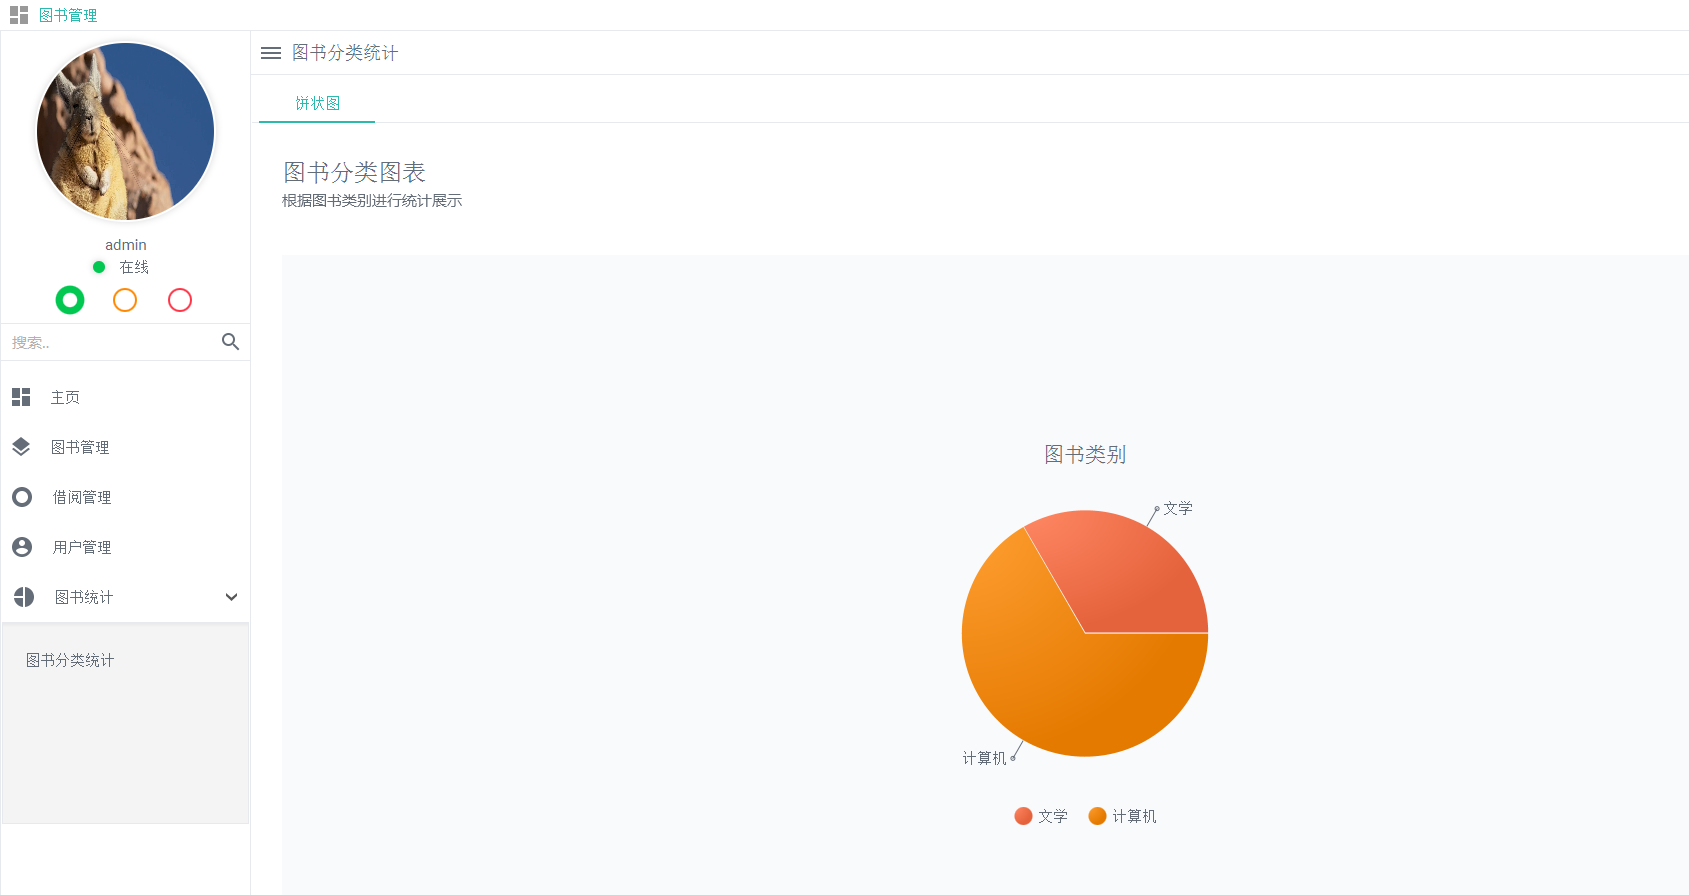 图书管理
图书分类统计
饼状图
图书分类图表
根据图书类别进行统计展示
admin
在线
搜索..
主页
图书管理
借阅管理
用户管理
图书统计
图书分类统计
图书类别
文学
计算机
文学
计算机